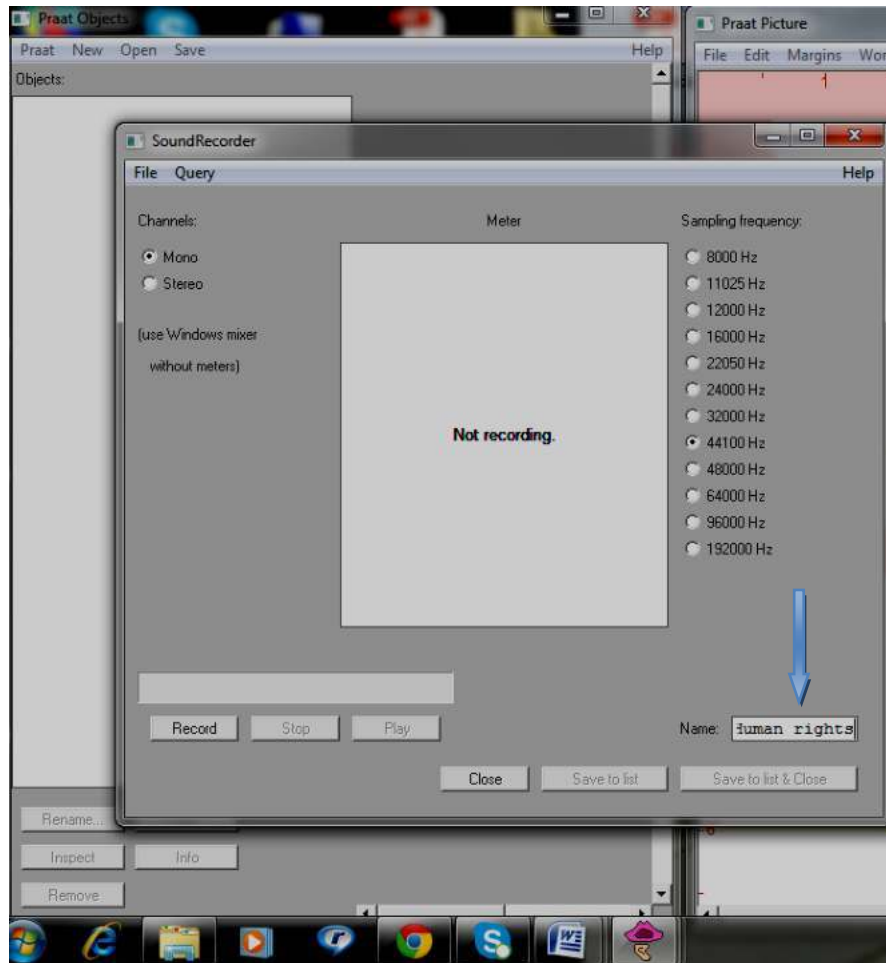 Praat Objects
Praat New Open Save Help
Objects:
Praat Picture
File Edit Margins
SoundRecorder
File Query Help
Channels:
Mono
Stereo
(use Windows mixer
without meters)
Meter
Not recording.
Sampling frequency:
8000 Hz
11025 Hz
12000 Hz
16000 Hz
22050 Hz
24000 Hz
32000 Hz
44100 Hz
48000 Hz
64000 Hz
96000 Hz
192000 Hz
Record Stop Play
Name: Human rights
Close Save to list Save to list & Close
Rename...
Inspect Info
Remove